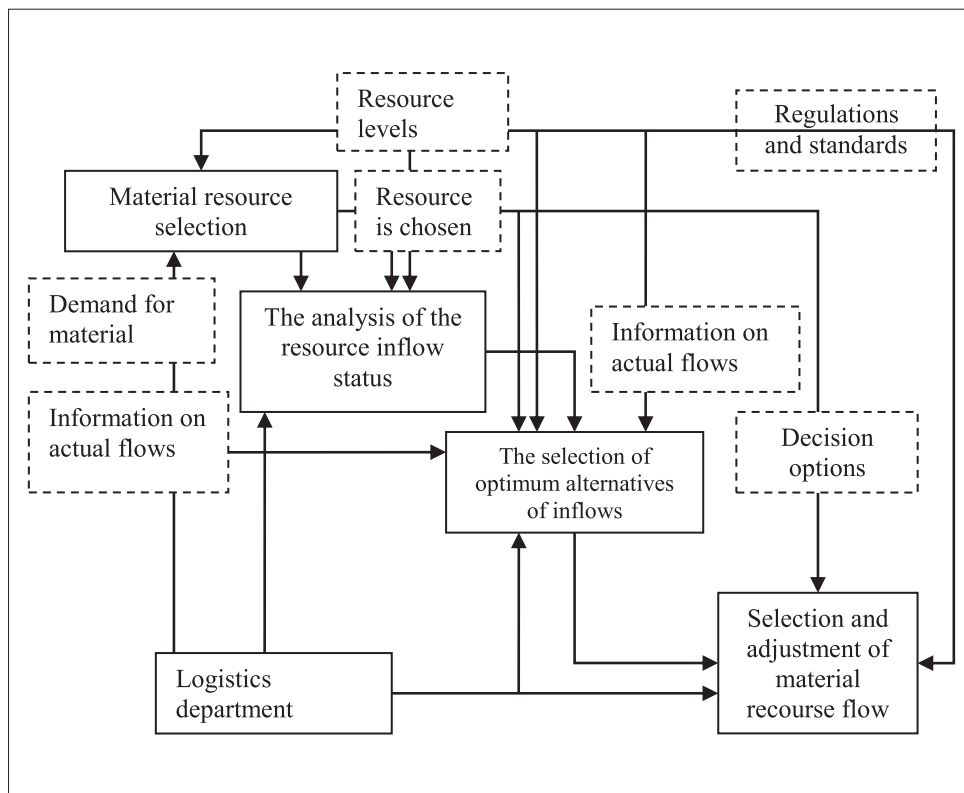 Resource
levels
Regulations
and standards
Material resource
selection
Resource
is chosen
Demand for
material
The analysis of the
resource inflow
status
Information on
actual flows
Information on
actual flows
The selection of
optimum alternatives
of inflows
Decision
options
Selection and
adjustment of
material
recourse flow
Logistics
department